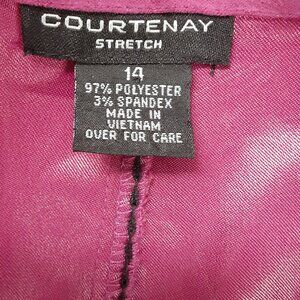 COURTENAY
STRETCH
14
97% POLYESTER
3% SPANDEX
MADE IN
VIETNAM
OVER FOR CARE